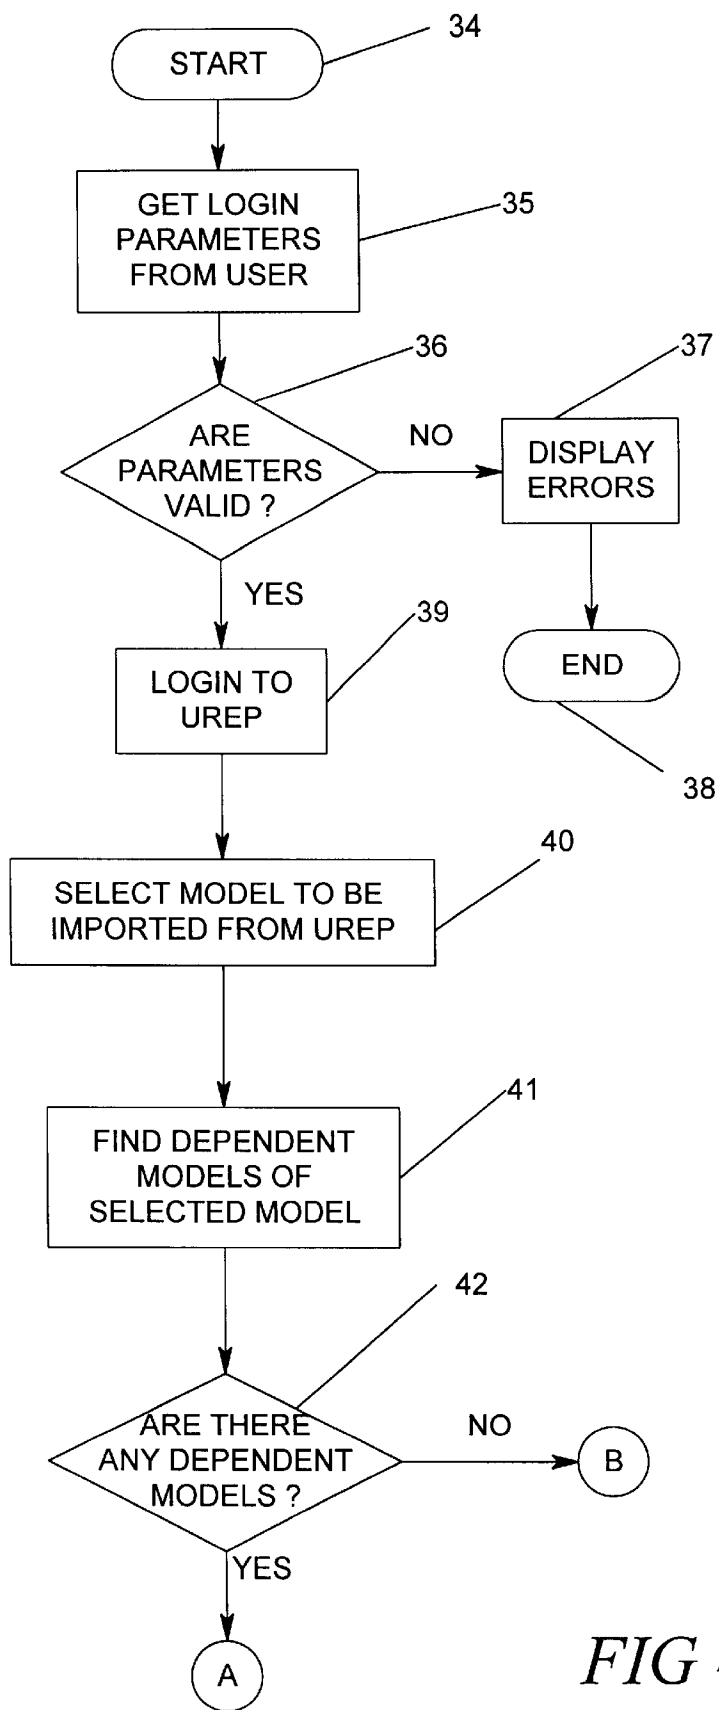 34
START
GET LOGIN
PARAMETERS
FROM USER
35
36
37
ARE
PARAMETERS
VALID ?
NO
DISPLAY
ERRORS
YES
39
END
LOGIN TO
UREP
38
40
SELECT MODEL TO BE
IMPORTED FROM UREP
41
FIND DEPENDENT
MODELS OF
SELECTED MODEL
42
ARE THERE
ANY DEPENDENT
MODELS ?
NO
B
YES
A
FIG